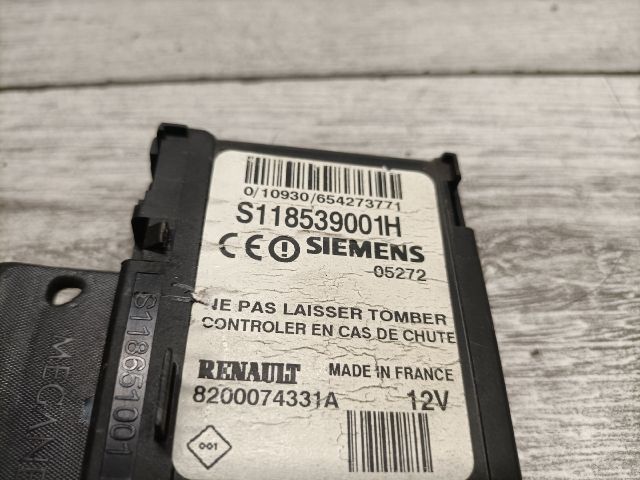 0/10930/654273771
S118539001H
CE SIEMENS
05272
NE PAS LAISSER TOMBER
CONTROLER EN CAS DE CHUTE
RENAULT MADE IN FRANCE
8200074331A 12V
001
S118651001